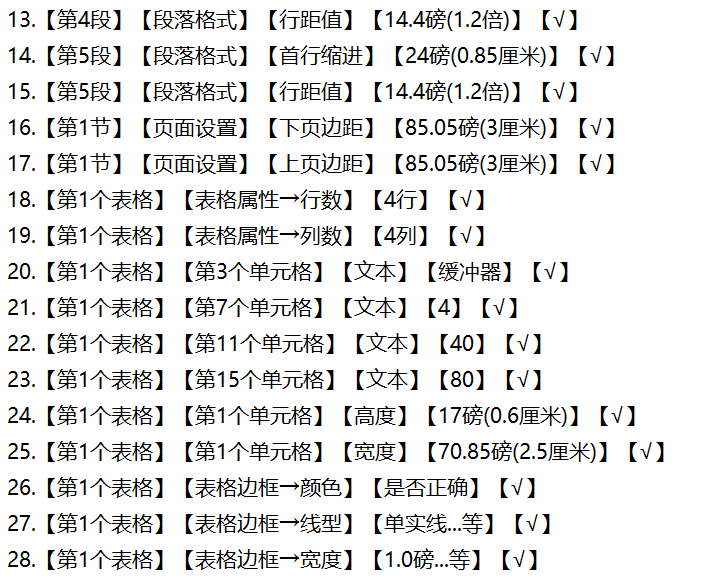 13.【第4段】【段落格式】【行距值】【14.4磅(1.2倍)】【√】
14.【第5段】【段落格式】【首行缩进】【24磅(0.85厘米)】【√】
15.【第5段】【段落格式】【行距值】【14.4磅(1.2倍)】【√】
16.【第1节】【页面设置】【下页边距】【85.05磅(3厘米)】【√】
17.【第1节】【页面设置】【上页边距】【85.05磅(3厘米)】【√】
18.【第1个表格】【表格属性→行数】【4行】【√】
19.【第1个表格】【表格属性→列数】【4列】【√】
20.【第1个表格】【第3个单元格】【文本】【缓冲器】【√】
21.【第1个表格】【第7个单元格】【文本】【4】【√】
22.【第1个表格】【第11个单元格】【文本】【40】【√】
23.【第1个表格】【第15个单元格】【文本】【80】【√】
24.【第1个表格】【第1个单元格】【高度】【17磅(0.6厘米)】【√】
25.【第1个表格】【第1个单元格】【宽度】【70.85磅(2.5厘米)】【√】
26.【第1个表格】【表格边框→颜色】【是否正确】【√】
27.【第1个表格】【表格边框→线型】【单实线...等】【√】
28.【第1个表格】【表格边框→宽度】【1.0磅...等】【√】